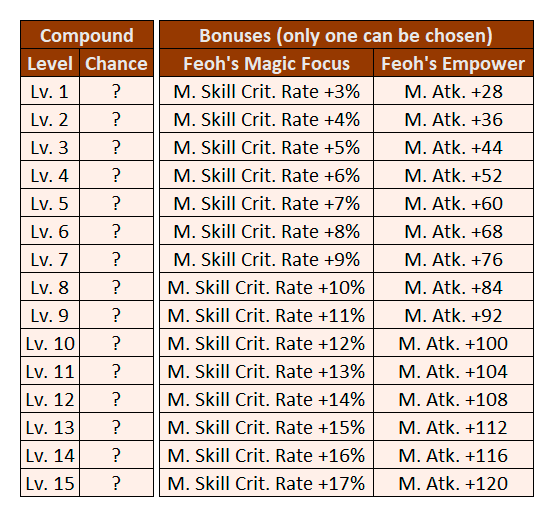 Compound Bonuses (only one can be chosen)
Level Chance Feoh's Magic Focus Feoh's Empower
Lv. 1 ? M. Skill Crit. Rate +3% M. Atk. +28
Lv. 2 ? M. Skill Crit. Rate +4% M. Atk. +36
Lv. 3 ? M. Skill Crit. Rate +5% M. Atk. +44
Lv. 4 ? M. Skill Crit. Rate +6% M. Atk. +52
Lv. 5 ? M. Skill Crit. Rate +7% M. Atk. +60
Lv. 6 ? M. Skill Crit. Rate +8% M. Atk. +68
Lv. 7 ? M. Skill Crit. Rate +9% M. Atk. +76
Lv. 8 ? M. Skill Crit. Rate +10% M. Atk. +84
Lv. 9 ? M. Skill Crit. Rate +11% M. Atk. +92
Lv. 10 ? M. Skill Crit. Rate +12% M. Atk. +100
Lv. 11 ? M. Skill Crit. Rate +13% M. Atk. +104
Lv. 12 ? M. Skill Crit. Rate +14% M. Atk. +108
Lv. 13 ? M. Skill Crit. Rate +15% M. Atk. +112
Lv. 14 ? M. Skill Crit. Rate +16% M. Atk. +116
Lv. 15 ? M. Skill Crit. Rate +17% M. Atk. +120